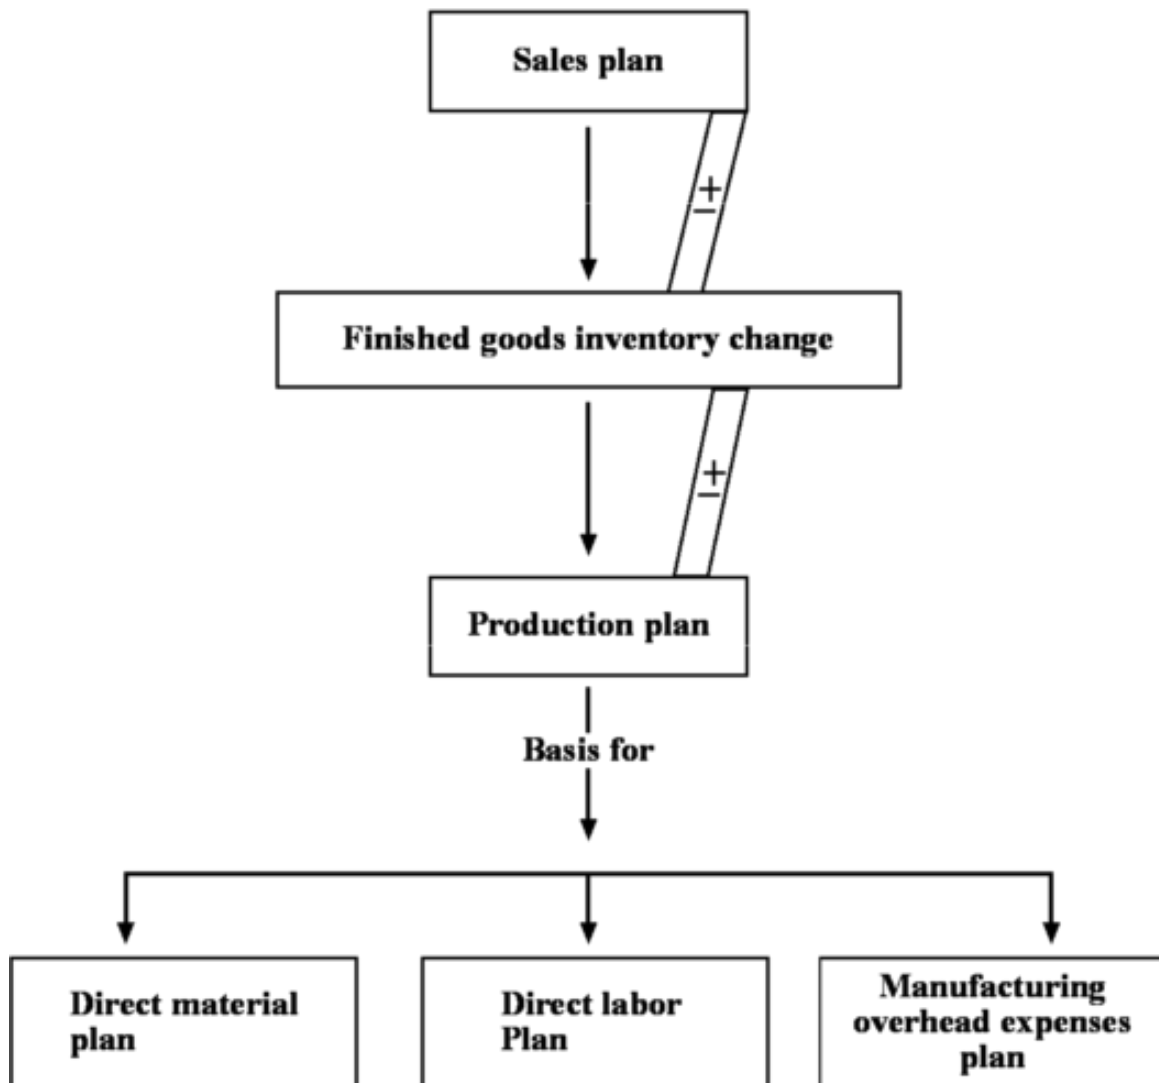 Sales plan
+
−
Finished goods inventory change
+
−
Production plan
Basis for
Direct material
plan
Direct labor
Plan
Manufacturing
overhead expenses
plan